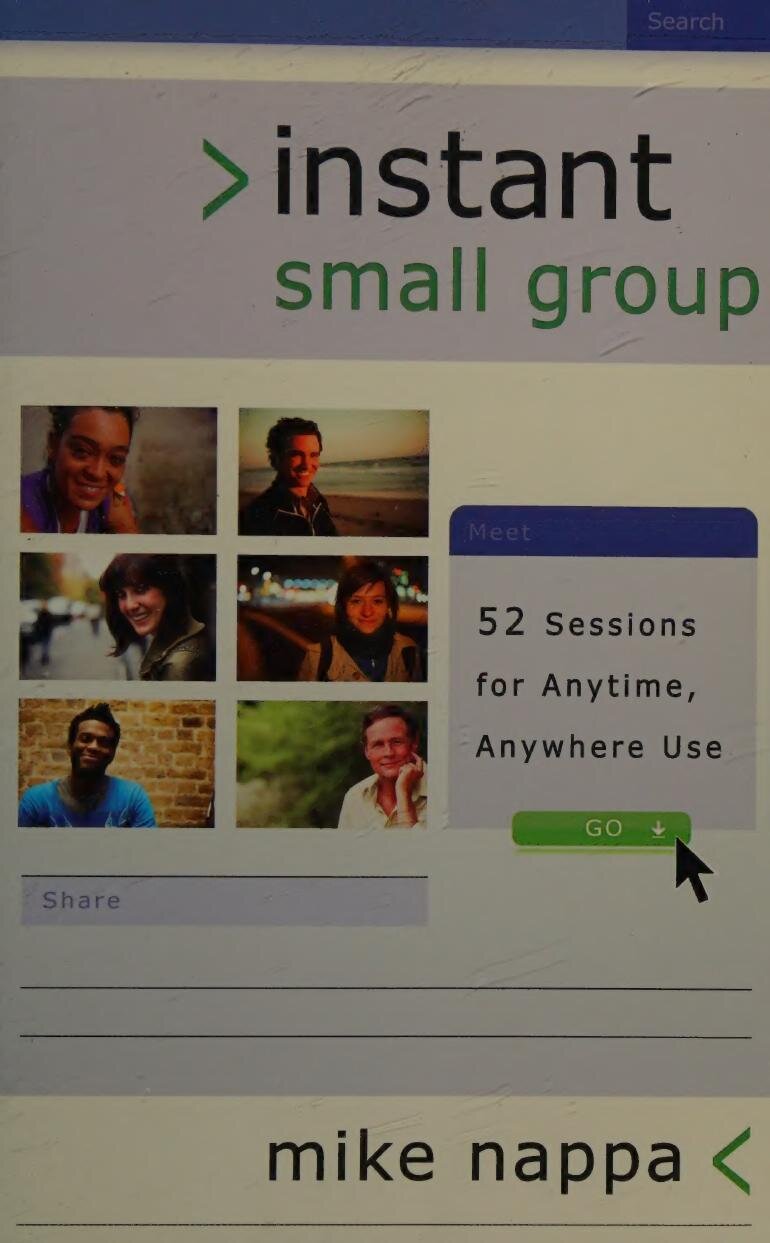 Search
>instant
small group
Meet
52 Sessions
for Anytime,
Anywhere Use
GO
Share
mike nappa <